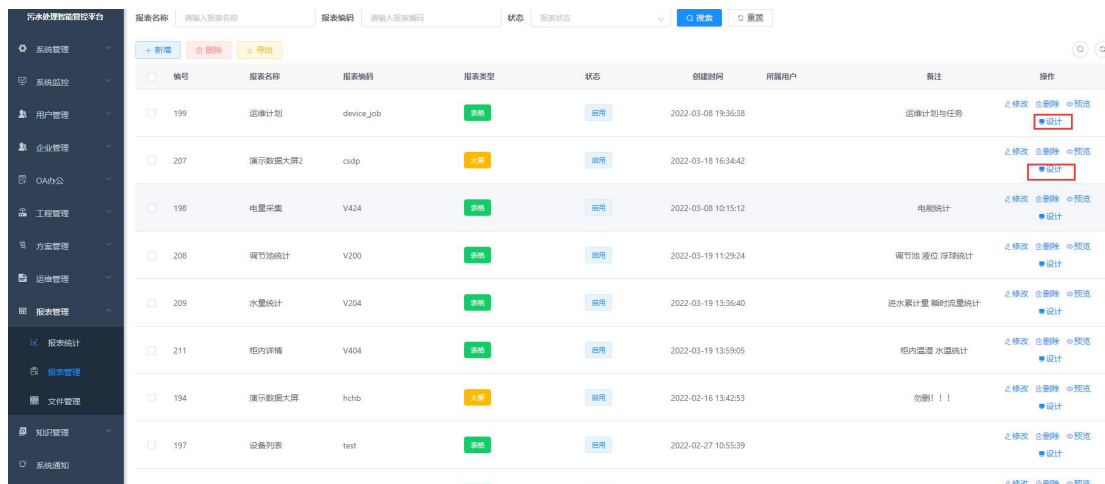 污水处理智能管控平台
报表名称 请输入报表名称 报表编码 请输入报表编码 状态 报表状态 搜索 重置
系统管理
+ 新增 删除 导出
系统监控
编号 报表名称 报表编码 报表类型 状态 创建时间 所属用户 备注 操作
用户管理
199 运维计划 device_job 表格 启用 2022-03-08 19:36:38 运维计划与任务 修改 删除 预览
设计
企业管理
207 演示数据大屏2 csdp 大屏 启用 2022-03-18 16:34:42 修改 删除 预览
设计
OA办公
工程管理
198 电量采集 V424 表格 启用 2022-03-08 10:15:12 电能统计 修改 删除 预览
设计
方案管理
208 调节池统计 V200 表格 启用 2022-03-19 11:29:24 调节池 液位 浮球统计 修改 删除 预览
设计
运维管理
209 水量统计 V204 表格 启用 2022-03-19 13:36:40 进水累计量 瞬时流量统计 修改 删除 预览
设计
报表管理
报表统计
211 柜内详情 V404 表格 启用 2022-03-19 13:59:05 柜内温湿 水温统计 修改 删除 预览
设计
报表管理
文件管理
194 演示数据大屏 hchb 大屏 启用 2022-02-16 13:42:53 勿删！！！ 修改 删除 预览
设计
知识管理
197 设备列表 test 表格 启用 2022-02-27 10:55:39 修改 删除 预览
设计
系统通知
修改 删除 预览